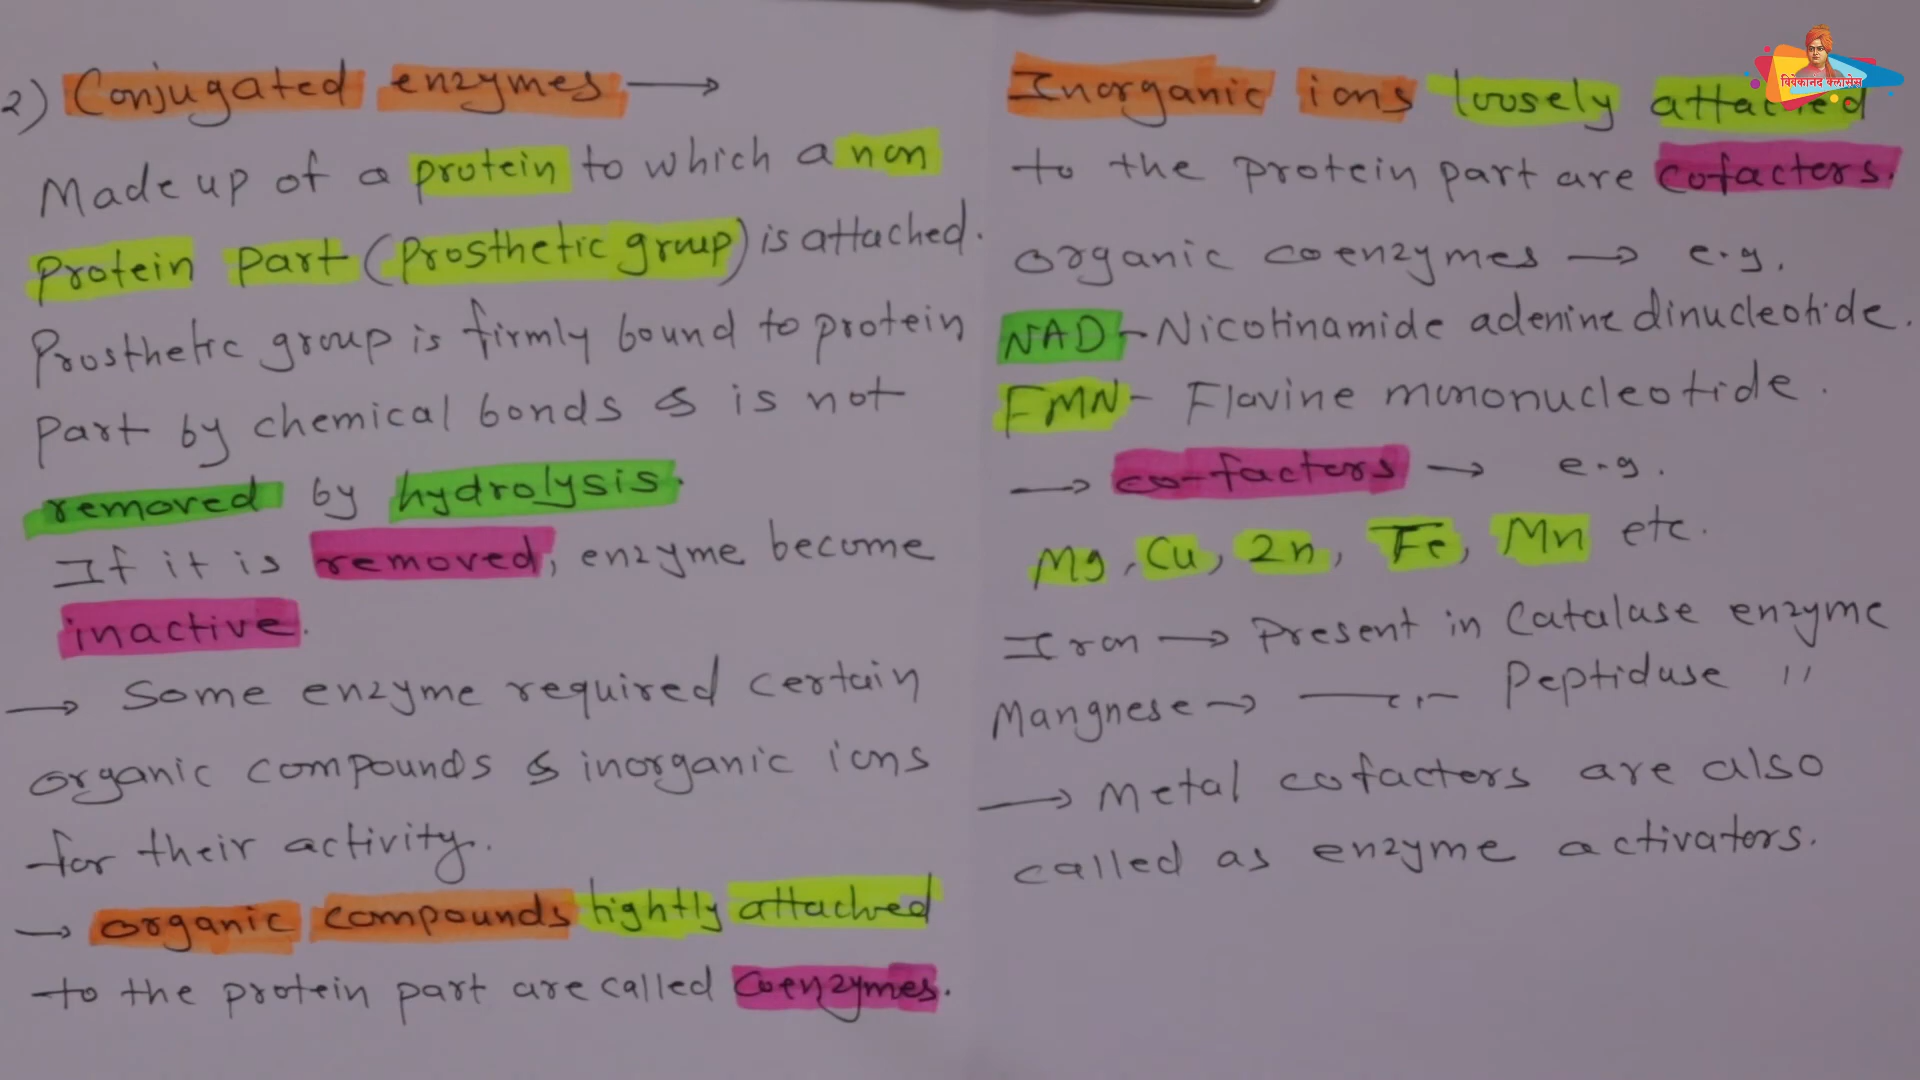 2) Conjugated enzymes →
Made up of a protein to which a non
protein part (Prosthetic group) is attached.
Prosthetic group is firmly bound to protein
part by chemical bonds & is not
removed by hydrolysis.
If it is removed, enzyme become
inactive.
→ Some enzyme required certain
organic compounds & inorganic ions
for their activity.
→ organic compounds tightly attached
to the protein part are called coenzymes.
Inorganic ions loosely attached
to the protein part are cofactors.
organic coenzymes → e.g.
NAD - Nicotinamide adenine dinucleotide.
FMN - Flavine mononucleotide.
→ co-factors → e.g.
Mg, Cu, Zn, Fe, Mn etc.
Iron → Present in Catalase enzyme
Mangnese → —"— Peptidase "
→ Metal cofacters are also
called as enzyme activators.
विवेकानंद क्लासेस